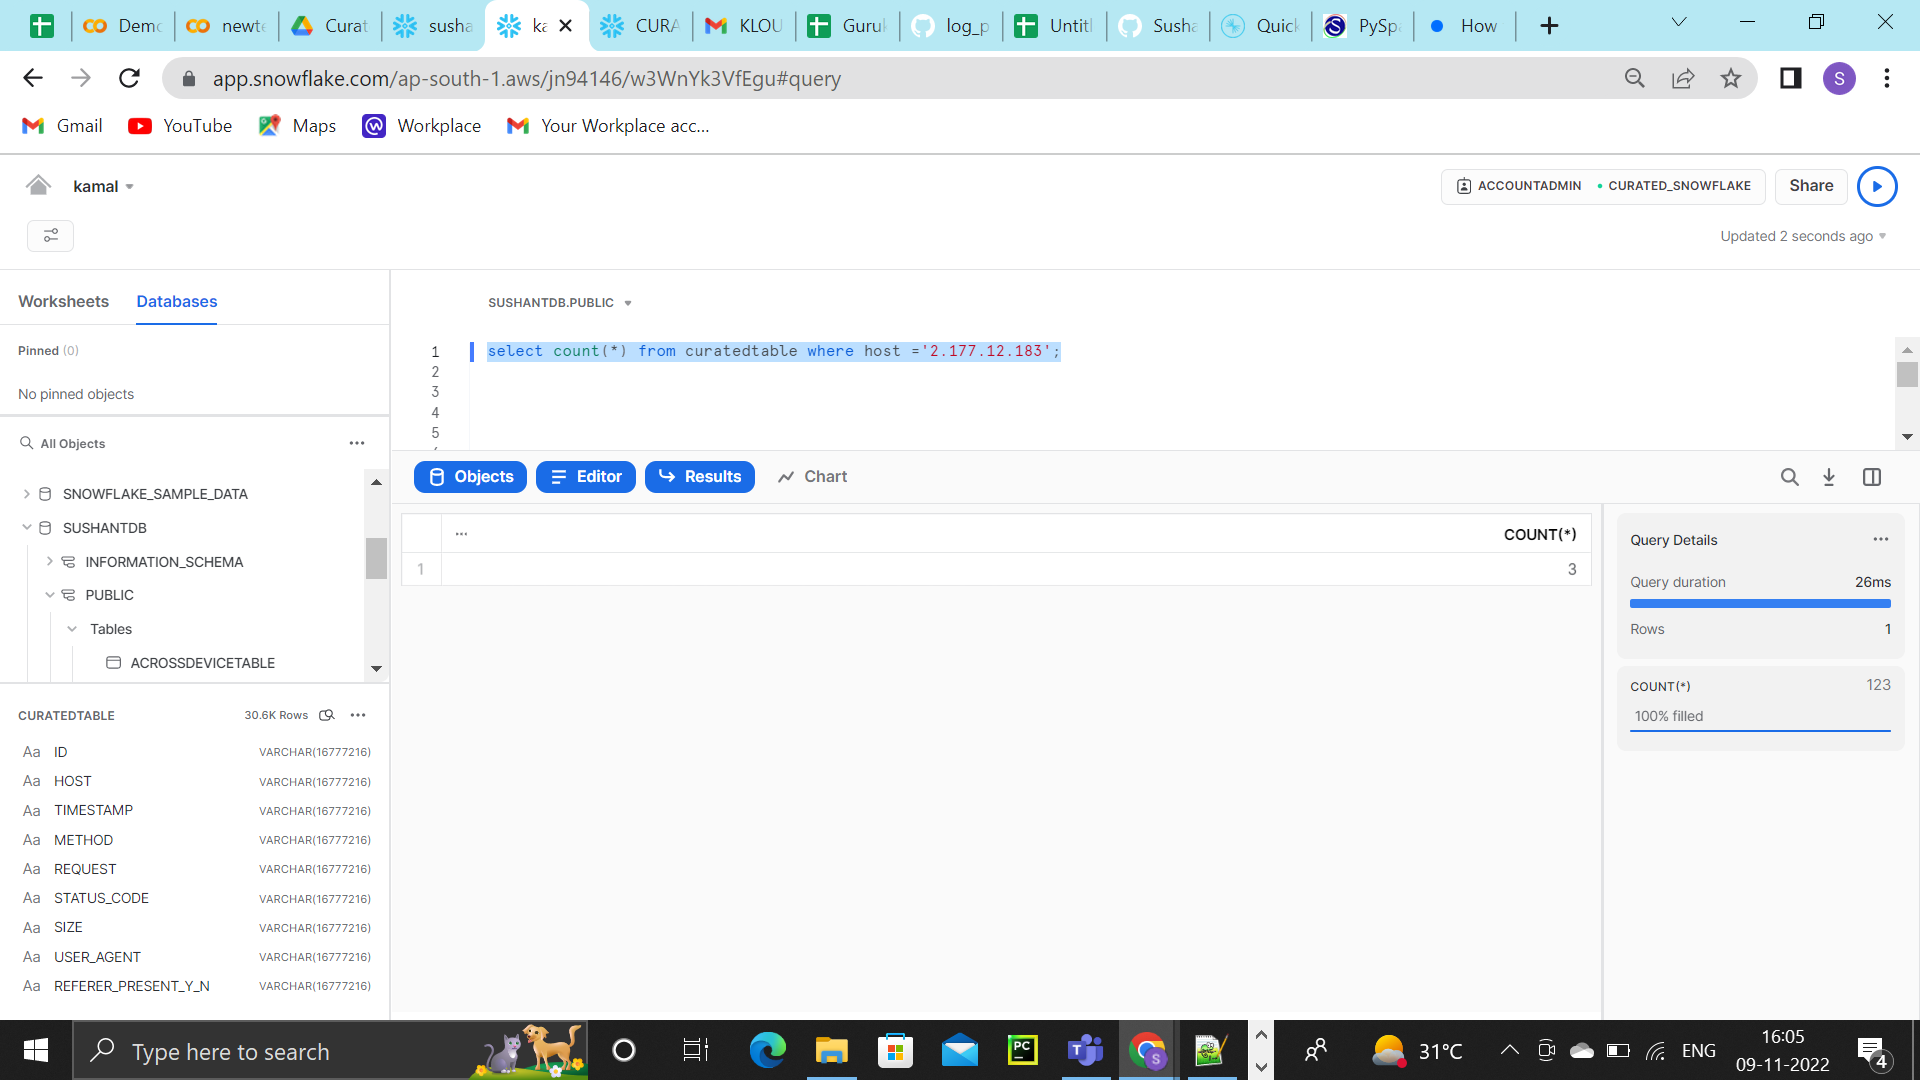 Demo
newte
Curat
susha
ka
CURA
KLOU
Guruk
log_p
Untitl
Susha
Quick
PySpa
How
app.snowflake.com/ap-south-1.aws/jn94146/w3WnYk3VfEgu#query
S
Gmail
YouTube
Maps
Workplace
Your Workplace acc...
kamal
ACCOUNTADMIN
CURATED_SNOWFLAKE
Share
Updated 2 seconds ago
Worksheets
Databases
Pinned (0)
No pinned objects
All Objects
SNOWFLAKE_SAMPLE_DATA
SUSHANTDB
INFORMATION_SCHEMA
PUBLIC
Tables
ACROSSDEVICETABLE
CURATEDTABLE 30.6K Rows
Aa ID VARCHAR(16777216)
Aa HOST VARCHAR(16777216)
Aa TIMESTAMP VARCHAR(16777216)
Aa METHOD VARCHAR(16777216)
Aa REQUEST VARCHAR(16777216)
Aa STATUS_CODE VARCHAR(16777216)
Aa SIZE VARCHAR(16777216)
Aa USER_AGENT VARCHAR(16777216)
Aa REFERER_PRESENT_Y_N VARCHAR(16777216)
SUSHANTDB.PUBLIC
1 select count(*) from curatedtable where host ='2.177.12.183';
2
3
4
5
Objects
Editor
Results
Chart
... COUNT(*)
1 3
Query Details
Query duration 26ms
Rows 1
COUNT(*) 123
100% filled
Type here to search
PC
T
S
31°C
ENG
16:05
09-11-2022
4